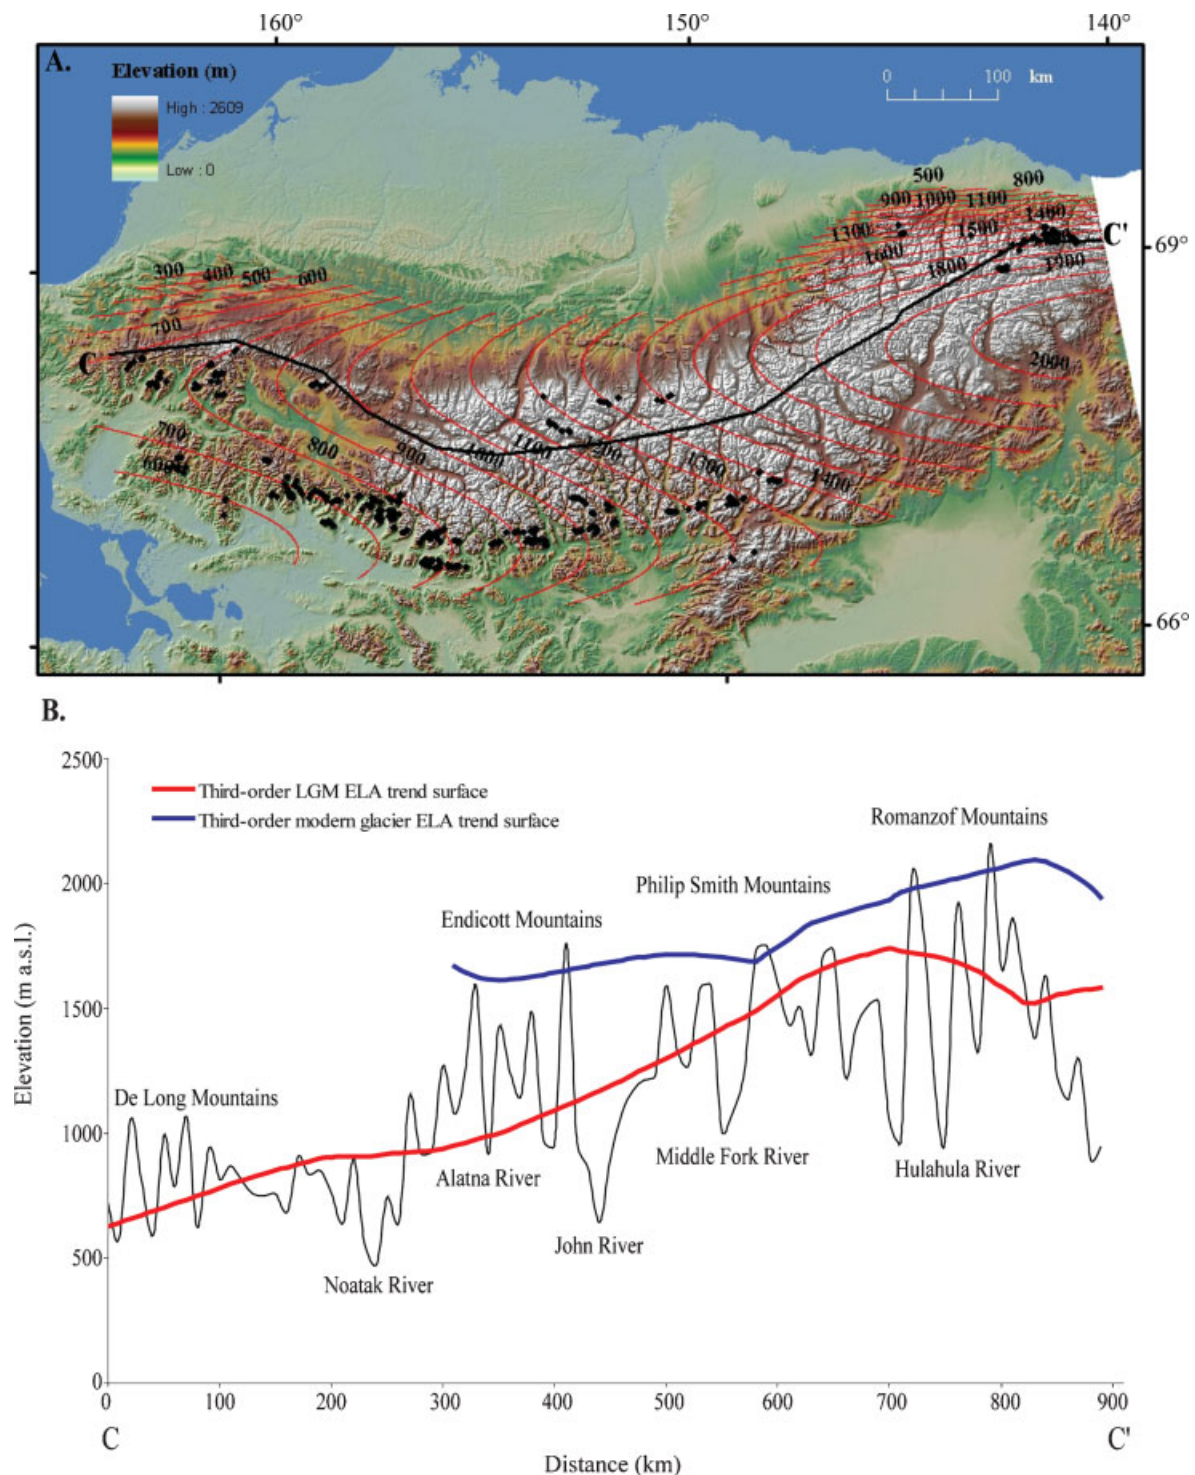 160° 150° 140°
A.
Elevation (m)
High : 2609
Low : 0
0 100 km
500 800
900 1000 1100
1300 1500 1400
1600 1800 1900
C'
69°
300 400 500 600
700
C
2000
700 800 900 1000 1100 1200 1300 1400
600
66°
B.
2500
Third-order LGM ELA trend surface
Third-order modern glacier ELA trend surface
Romanzof Mountains
2000
Philip Smith Mountains
Endicott Mountains
1500
Elevation (m a.s.l.)
De Long Mountains
1000
Alatna River
Middle Fork River
Hulahula River
John River
500
Noatak River
0
0 100 200 300 400 500 600 700 800 900
C C'
Distance (km)